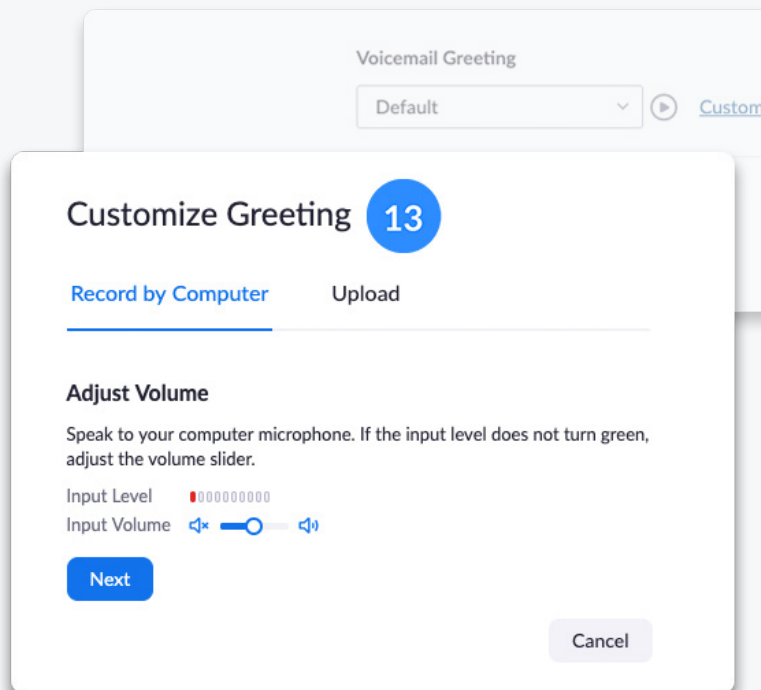 Voicemail Greeting
Default
Custom
Customize Greeting 13
Record by Computer Upload
Adjust Volume
Speak to your computer microphone. If the input level does not turn green,
adjust the volume slider.
Input Level
Input Volume
Next
Cancel